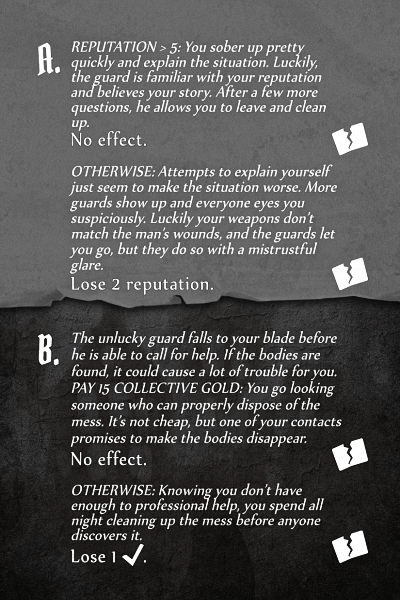 A.
REPUTATION > 5: You sober up pretty
quickly and explain the situation. Luckily,
the guard is familiar with your reputation
and believes your story. After a few more
questions, he allows you to leave and clean
up.
No effect.
OTHERWISE: Attempts to explain yourself
just seem to make the situation worse. More
guards show up and everyone eyes you
suspiciously. Luckily your weapons don't
match the man's wounds, and the guards let
you go, but they do so with a mistrustful
glare.
Lose 2 reputation.
B.
The unlucky guard falls to your blade before
he is able to call for help. If the bodies are
found, it could cause a lot of trouble for you.
PAY 15 COLLECTIVE GOLD: You go looking
someone who can properly dispose of the
mess. It's not cheap, but one of your contacts
promises to make the bodies disappear.
No effect.
OTHERWISE: Knowing you don't have
enough to professional help, you spend all
night cleaning up the mess before anyone
discovers it.
Lose 1 ✓.